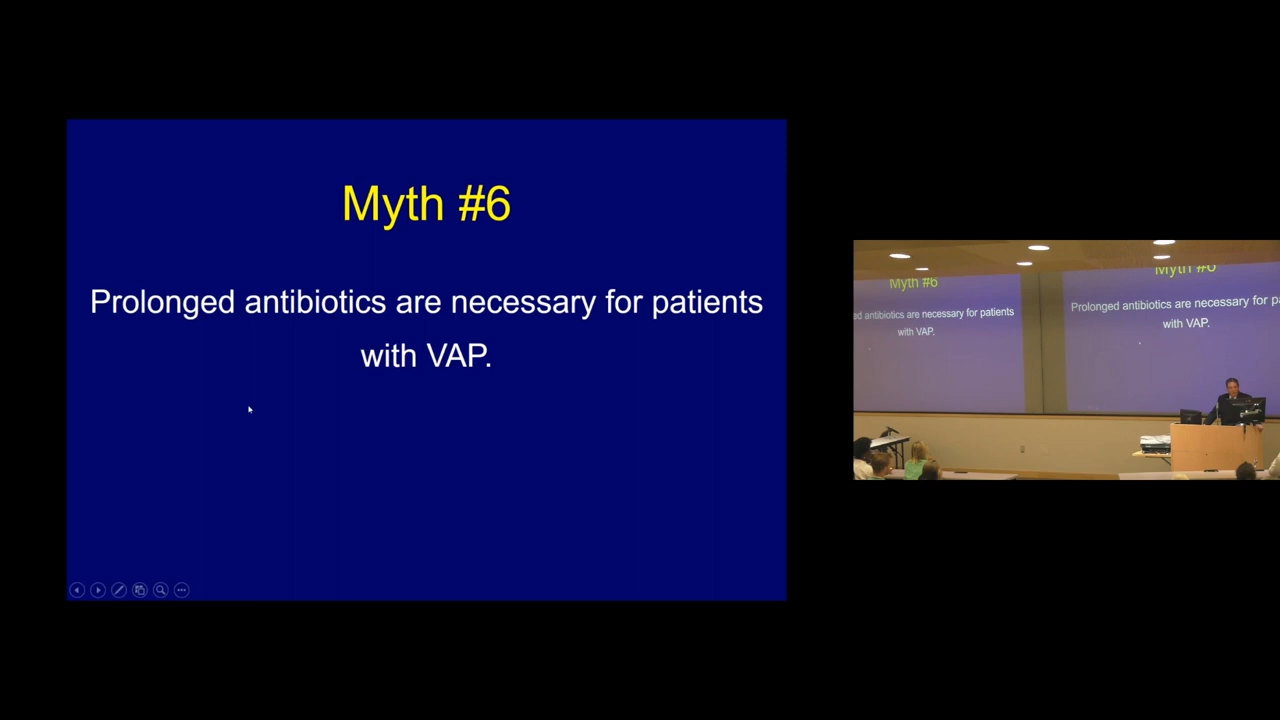 Myth #6
Prolonged antibiotics are necessary for patients
with VAP.
Myth #6
ed antibiotics are necessary for patients
with VAP.
Myth #6
Prolonged antibiotics are necessary for pa
with VAP.